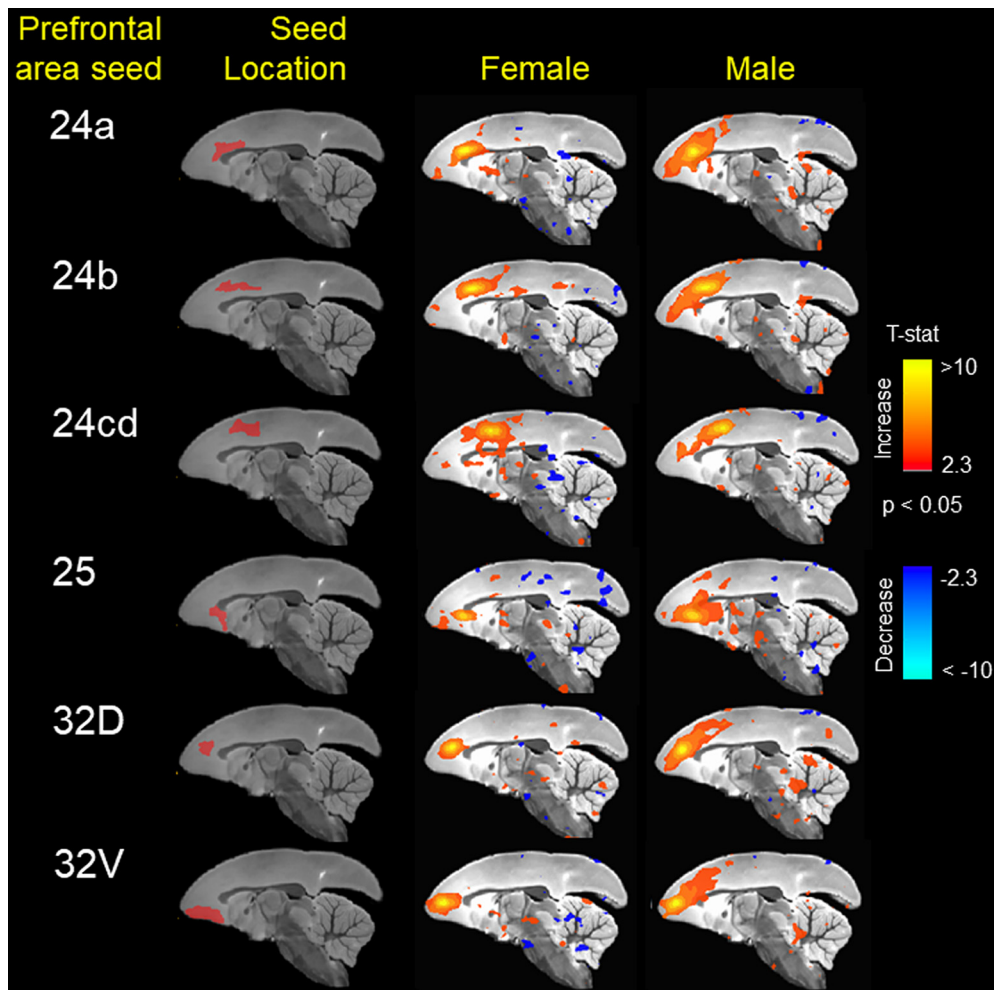 Prefrontal
area seed
Seed
Location
Female
Male
24a
24b
24cd
25
32D
32V
T-stat
Increase
>10
2.3
p < 0.05
Decrease
-2.3
< -10